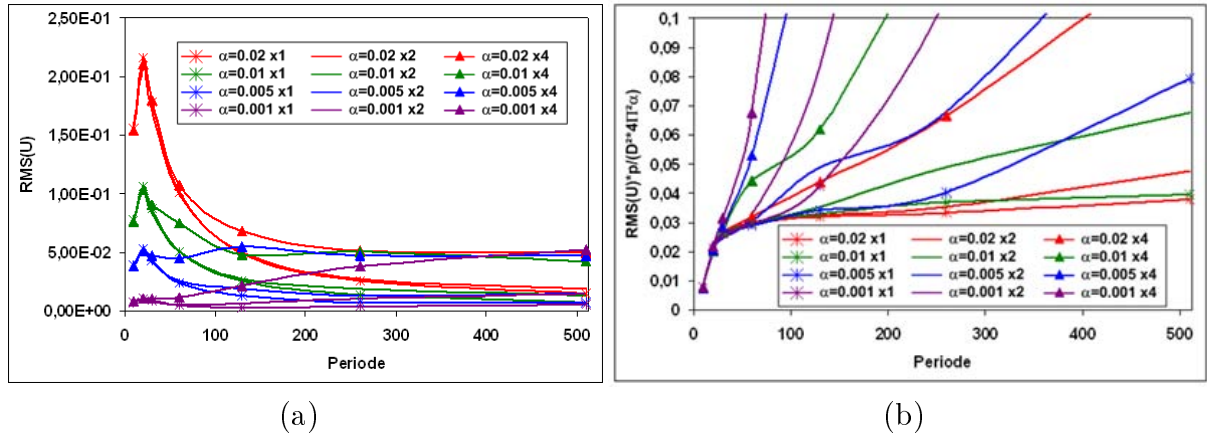 2,50E-01
2,00E-01
1,50E-01
1,00E-01
5,00E-02
0,00E+00
RMS(U)
α=0.02 x1 α=0.02 x2 α=0.02 x4
α=0.01 x1 α=0.01 x2 α=0.01 x4
α=0.005 x1 α=0.005 x2 α=0.005 x4
α=0.001 x1 α=0.001 x2 α=0.001 x4
0 100 200 300 400 500
Periode
(a)
0,1
0,09
0,08
0,07
0,06
0,05
0,04
0,03
0,02
0,01
0
RMS(U)*p/(D²*4Π²α)
α=0.02 x1 α=0.02 x2 α=0.02 x4
α=0.01 x1 α=0.01 x2 α=0.01 x4
α=0.005 x1 α=0.005 x2 α=0.005 x4
α=0.001 x1 α=0.001 x2 α=0.001 x4
0 100 200 300 400 500
Periode
(b)